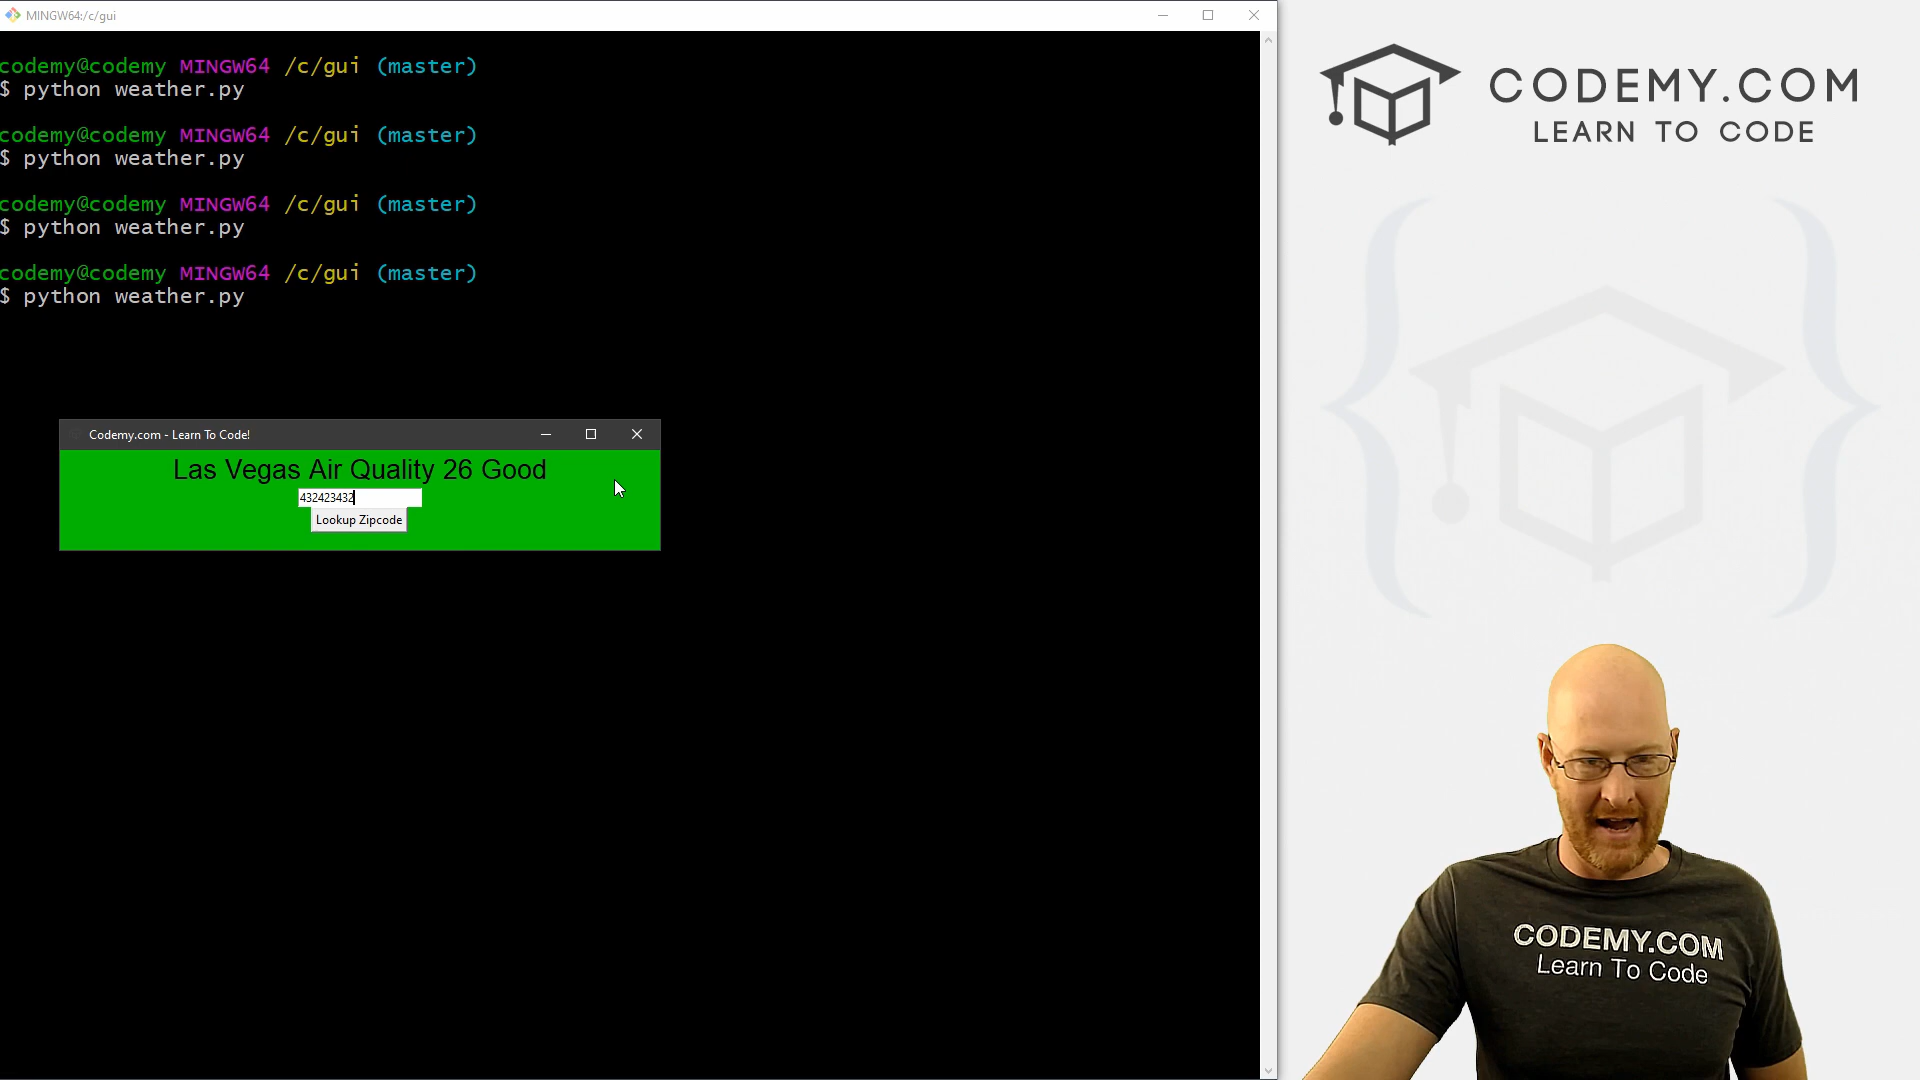 MINGW64:/c/gui
codemy@codemy MINGW64 /c/gui (master)
$ python weather.py
codemy@codemy MINGW64 /c/gui (master)
$ python weather.py
codemy@codemy MINGW64 /c/gui (master)
$ python weather.py
codemy@codemy MINGW64 /c/gui (master)
$ python weather.py
Codemy.com - Learn To Code!
Las Vegas Air Quality 26 Good
432423432
Lookup Zipcode
CODEMY.COM
LEARN TO CODE
CODEMY.COM
Learn To Code